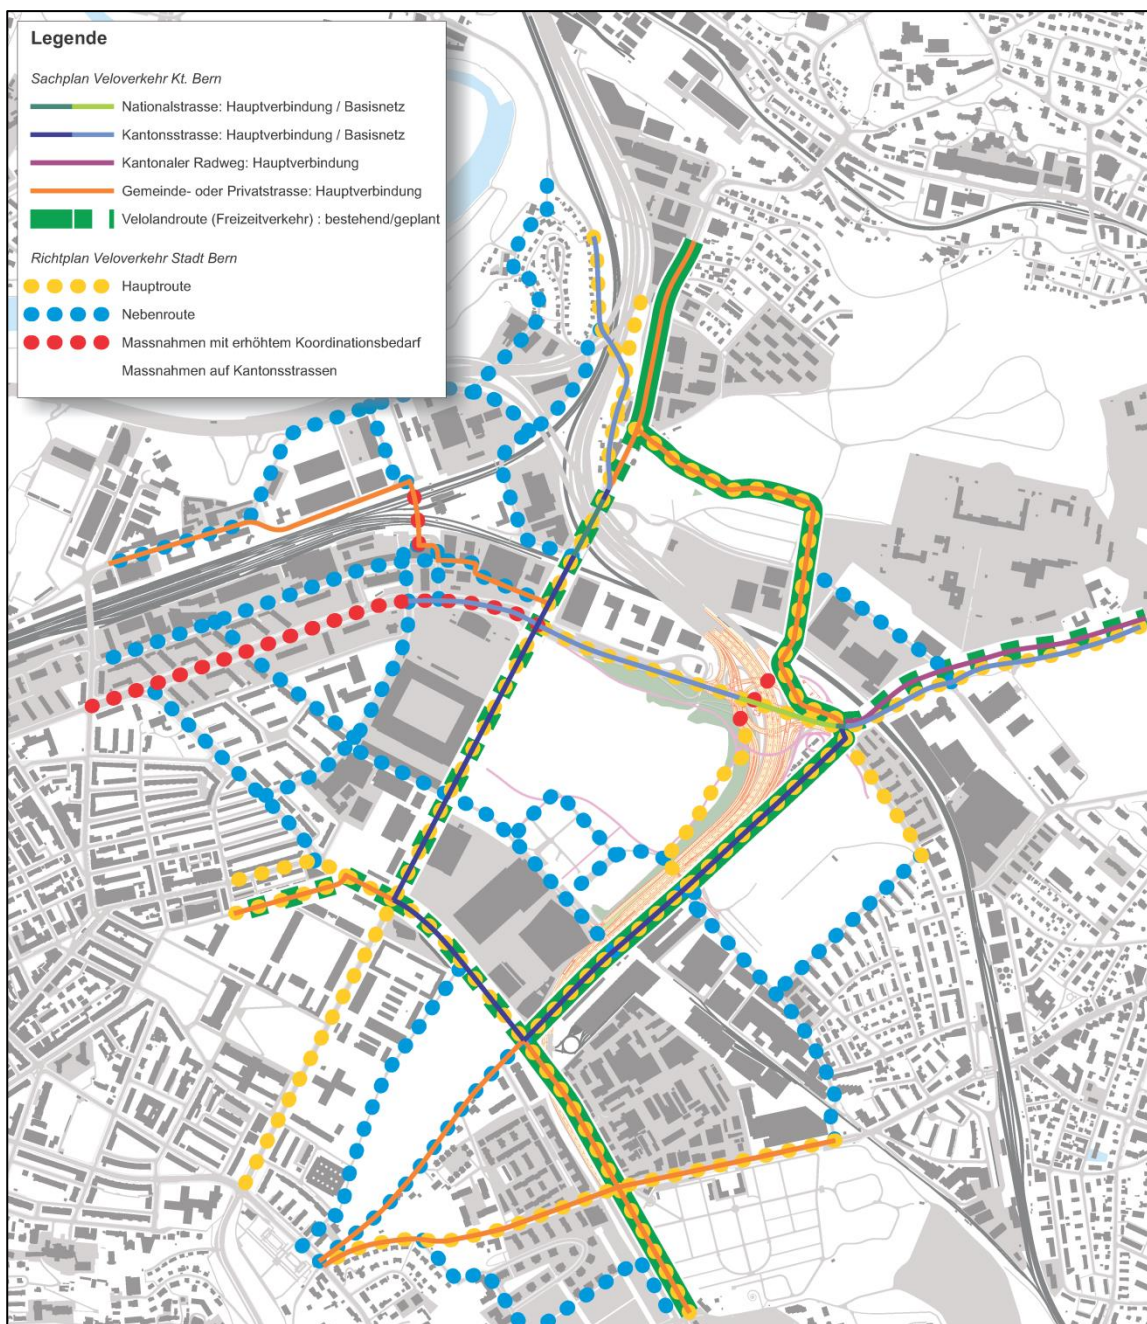 Legende
Sachplan Veloverkehr Kt. Bern
Nationalstrasse: Hauptverbindung / Basisnetz
Kantonsstrasse: Hauptverbindung / Basisnetz
Kantonaler Radweg: Hauptverbindung
Gemeinde- oder Privatstrasse: Hauptverbindung
Velolandroute (Freizeitverkehr) : bestehend/geplant
Richtplan Veloverkehr Stadt Bern
Hauptroute
Nebenroute
Massnahmen mit erhöhtem Koordinationsbedarf
Massnahmen auf Kantonsstrassen